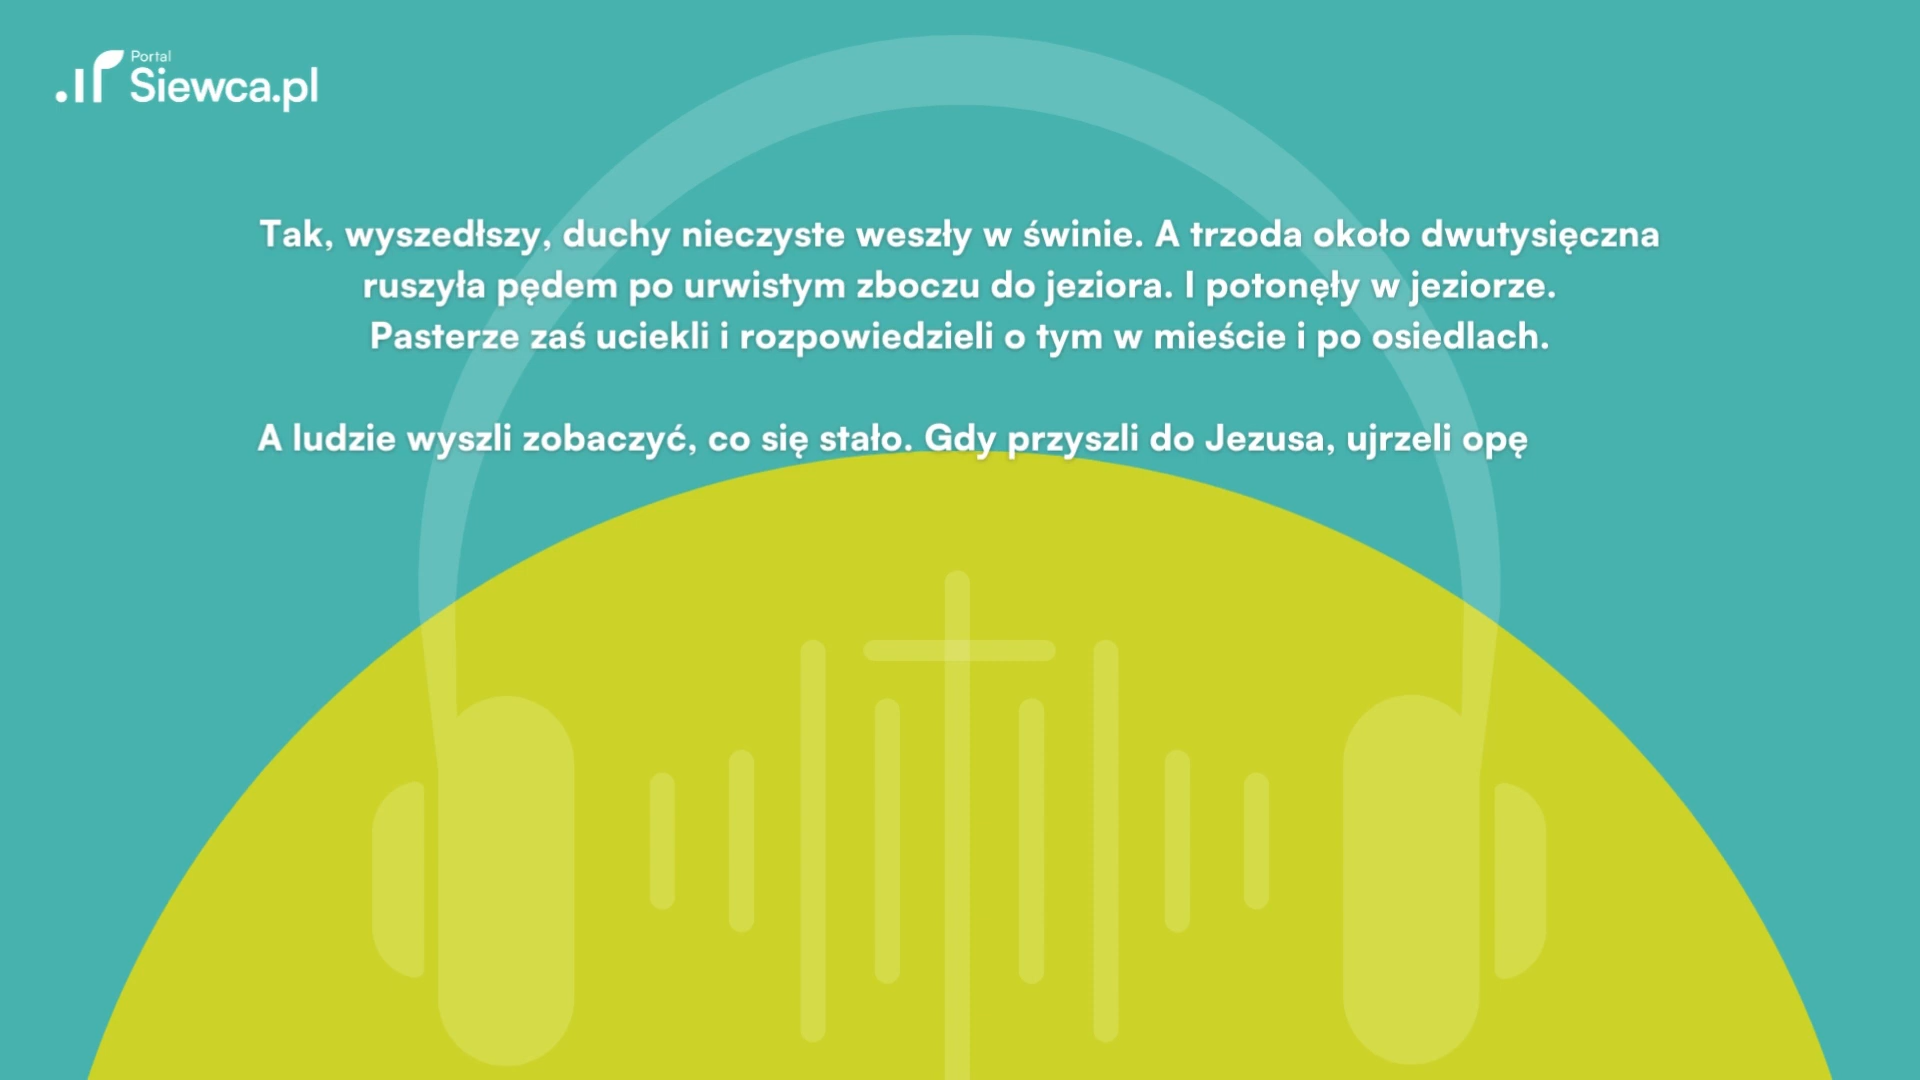 Portal
Siewca.pl
Tak, wyszedłszy, duchy nieczyste weszły w świnie. A trzoda około dwutysięczna
ruszyła pędem po urwistym zboczu do jeziora. I potonęły w jeziorze.
Pasterze zaś uciekli i rozpowiedzieli o tym w mieście i po osiedlach.
A ludzie wyszli zobaczyć, co się stało. Gdy przyszli do Jezusa, ujrzeli opę